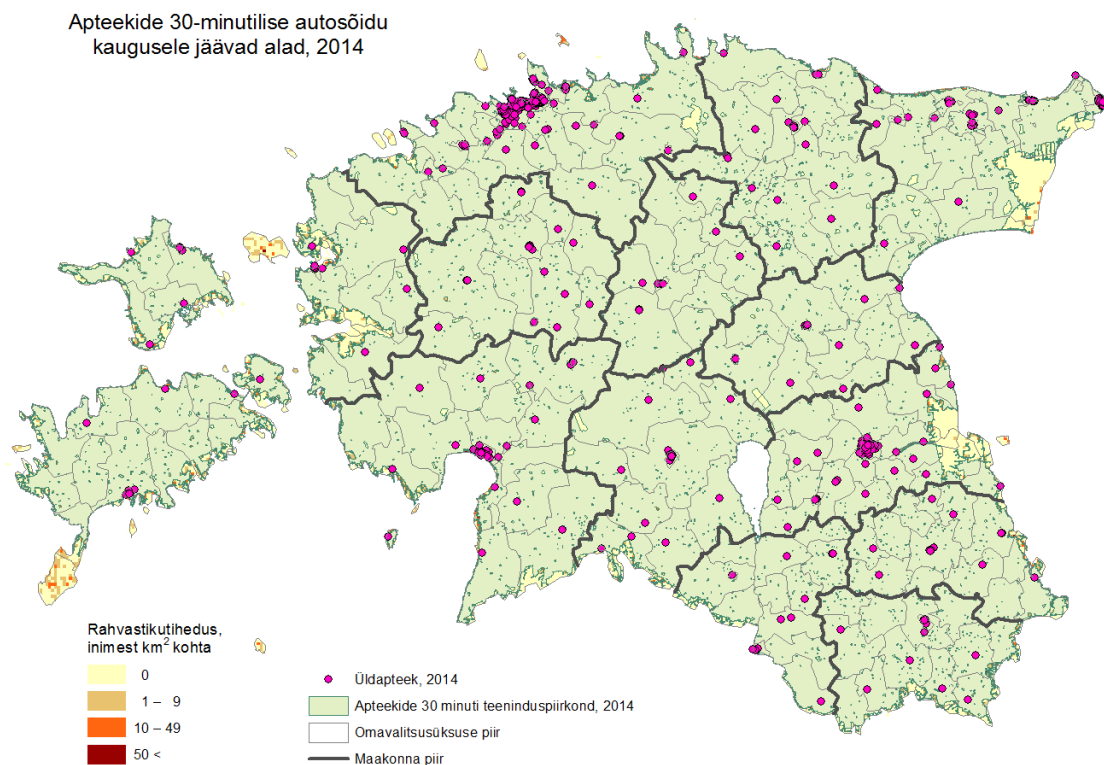 Apteekide 30-minutilise autosõidu
kaugusele jäävad alad, 2014
Rahvastikutihedus,
inimest km² kohta
0
1 – 9
10 – 49
50 <
Üldapteek, 2014
Apteekide 30 minuti teeninduspiirkond, 2014
Omavalitsusüksuse piir
Maakonna piir